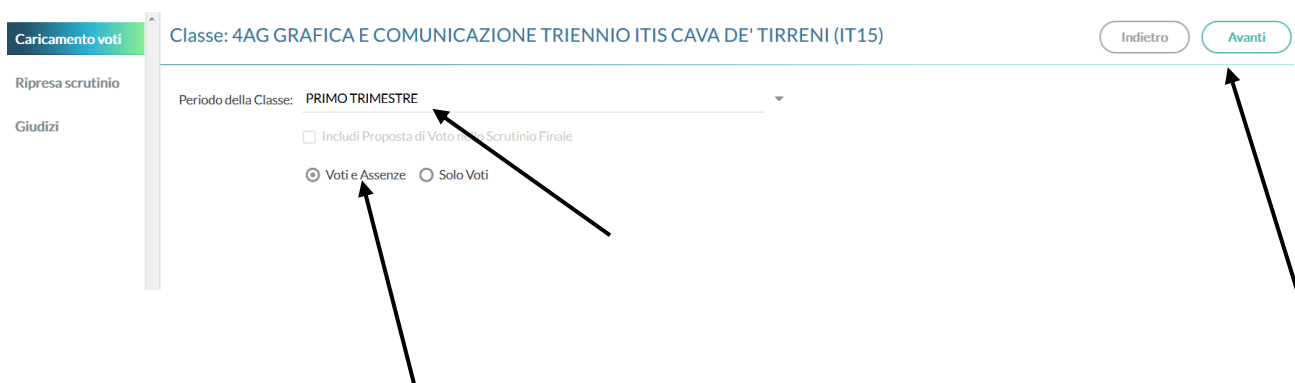 Caricamento voti
Ripresa scrutinio
Giudizi
Classe: 4AG GRAFICA E COMUNICAZIONE TRIENNIO ITIS CAVA DE' TIRRENI (IT15)
Indietro
Avanti
Periodo della Classe: PRIMO TRIMESTRE
Includi Proposta di Voto nello Scrutinio Finale
Voti e Assenze Solo Voti